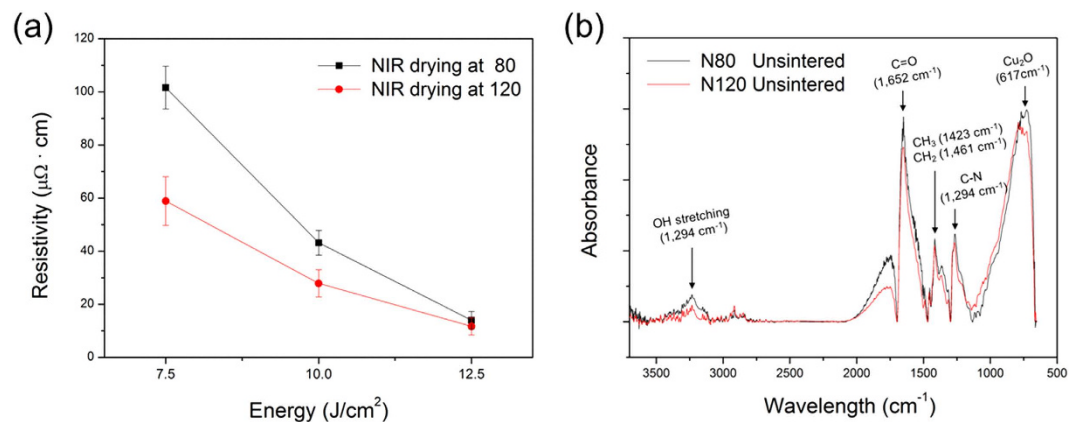 (a)
120
100
80
60
40
20
0
Resistivity (μΩ · cm)
NIR drying at 80
NIR drying at 120
7.5
10.0
12.5
Energy (J/cm²)
(b)
Absorbance
N80 Unsintered
N120 Unsintered
C=O
(1,652 cm⁻¹)
Cu₂O
(617cm⁻¹)
CH₃ (1423 cm⁻¹)
CH₂ (1,461 cm⁻¹)
C-N
(1,294 cm⁻¹)
OH stretching
(1,294 cm⁻¹)
3500
3000
2000
1500
1000
500
Wavelength (cm⁻¹)